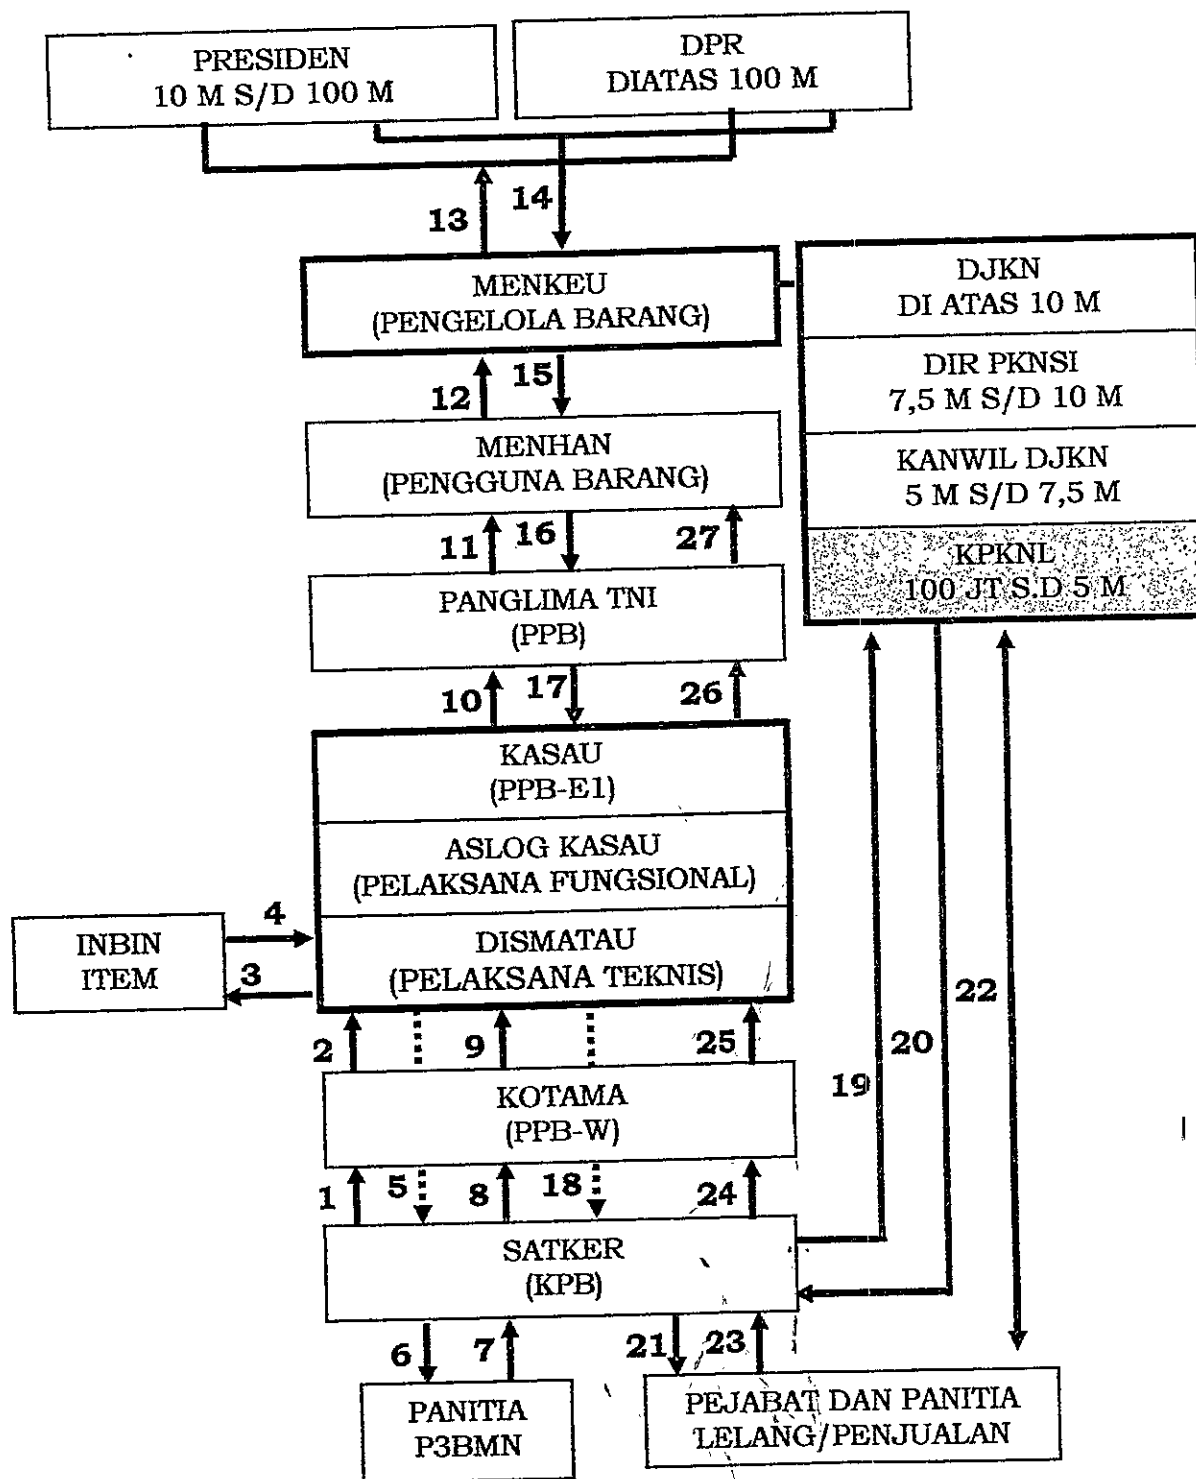 PRESIDEN
10 M S/D 100 M
DPR
DIATAS 100 M
13
14
MENKEU
(PENGELOLA BARANG)
DJKN
DI ATAS 10 M
DIR PKNSI
7,5 M S/D 10 M
KANWIL DJKN
5 M S/D 7,5 M
KPKNL
100 JT S.D 5 M
12
15
MENHAN
(PENGGUNA BARANG)
11
16
27
PANGLIMA TNI
(PPB)
10
17
26
KASAU
(PPB-E1)
ASLOG KASAU
(PELAKSANA FUNGSIONAL)
DISMATAU
(PELAKSANA TEKNIS)
INBIN
ITEM
4
3
2
9
25
22
20
19
KOTAMA
(PPB-W)
1
5
8
18
24
SATKER
(KPB)
6
7
21
23
PANITIA
P3BMN
PEJABAT DAN PANITIA
LELANG/PENJUALAN